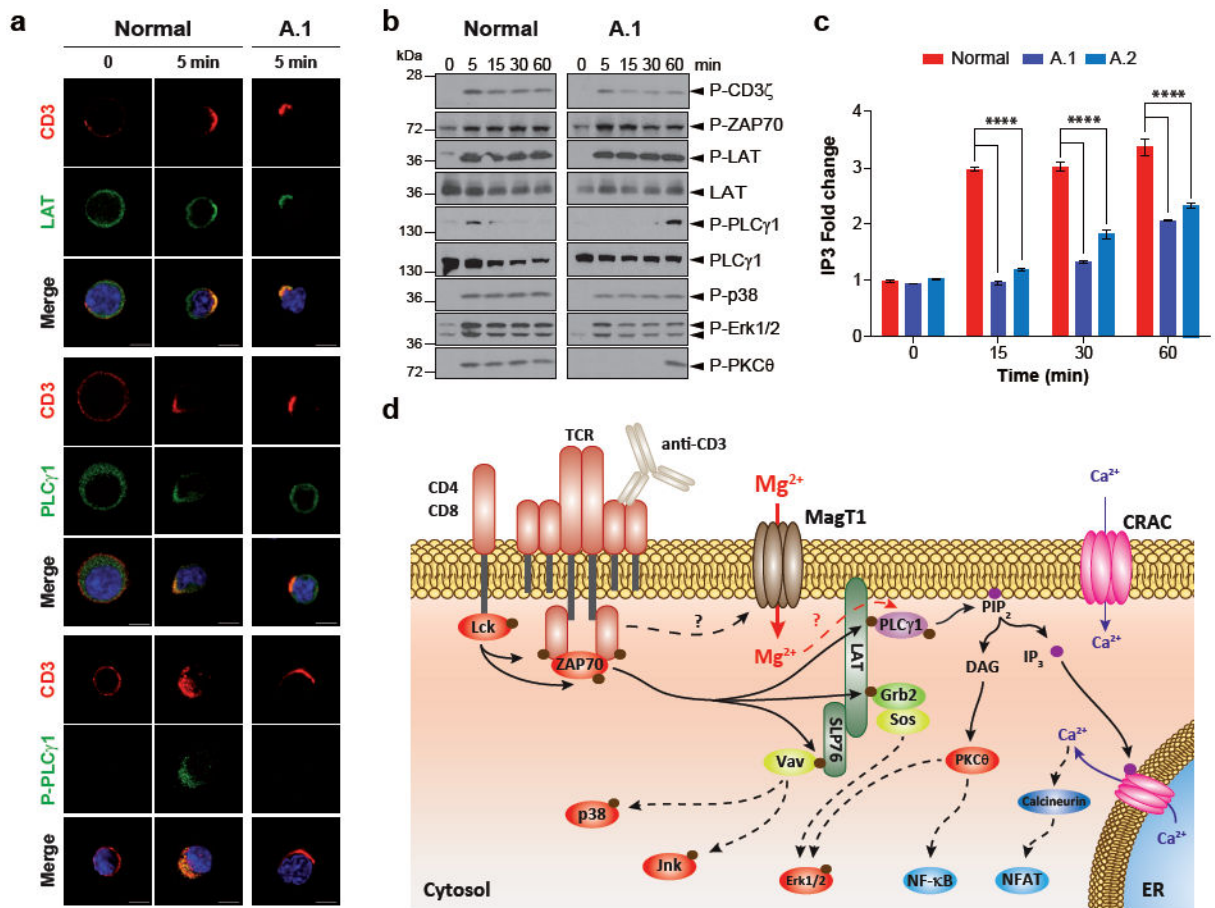 a
Normal
A.1
0
5 min
5 min
CD3
LAT
Merge
CD3
PLCγ1
Merge
CD3
P-PLCγ1
Merge
b
Normal
A.1
kDa
0 5 15 30 60 min 0 5 15 30 60
28
P-CD3ζ
72
P-ZAP70
36
P-LAT
36
LAT
130
P-PLCγ1
130
PLCγ1
36
P-p38
36
P-Erk1/2
72
P-PKCθ
c
Normal A.1 A.2
IP3 Fold change
4
3
2
1
0
****
****
****
0 15 30 60
Time (min)
d
TCR
anti-CD3
CD4
CD8
Mg²⁺
MagT1
Ca²⁺
CRAC
Lck
ZAP70
?
Mg²⁺
?
LAT
PLCγ1
PIP₂
Ca²⁺
DAG
IP₃
Grb2
Sos
SLP76
Vav
PKCθ
Ca²⁺
Calcineurin
Ca²⁺
p38
Jnk
Erk1/2
NF-κB
NFAT
Cytosol
ER